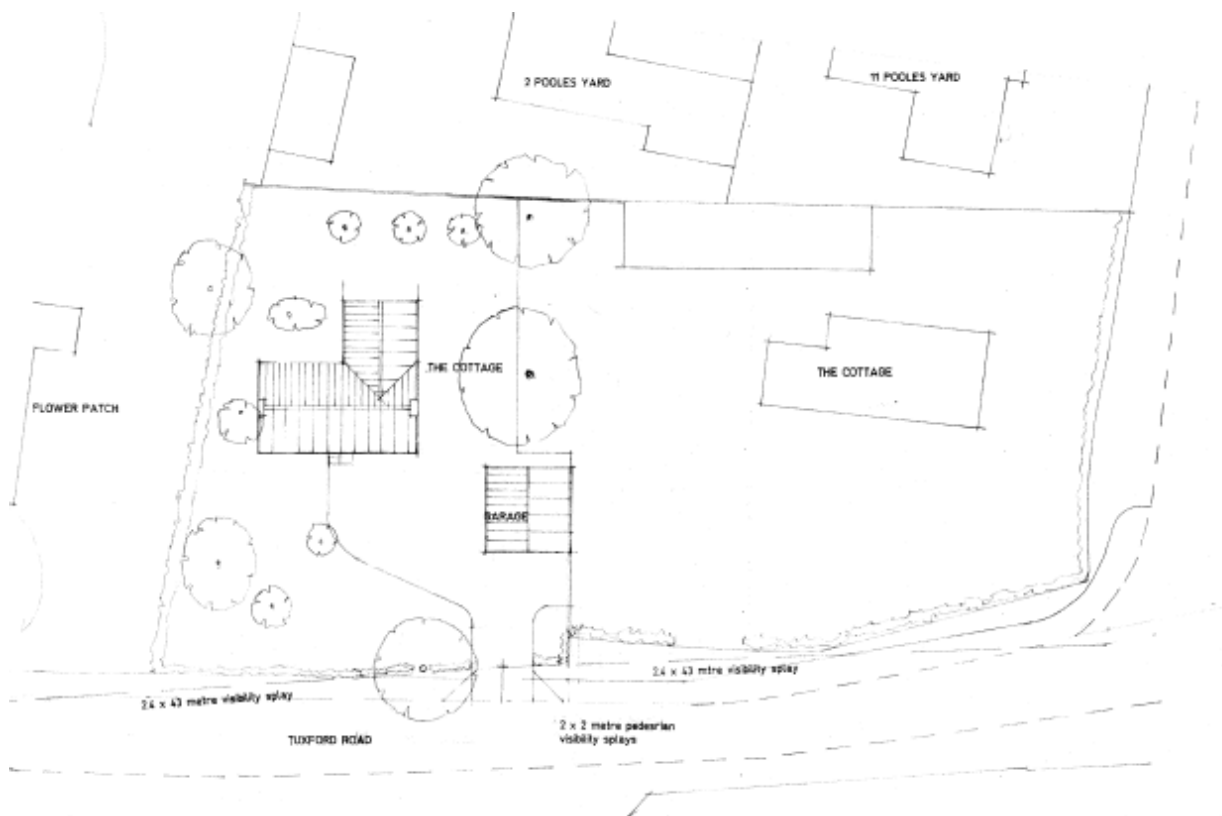 2 POOLES YARD
11 POOLES YARD
THE COTTAGE
THE COTTAGE
FLOWER PATCH
GARAGE
2.4 x 43 metre visibility splay
2.4 x 43 mtre visibility splay
2 x 2 metre pedesrian
visibility splays
TUXFORD ROAD